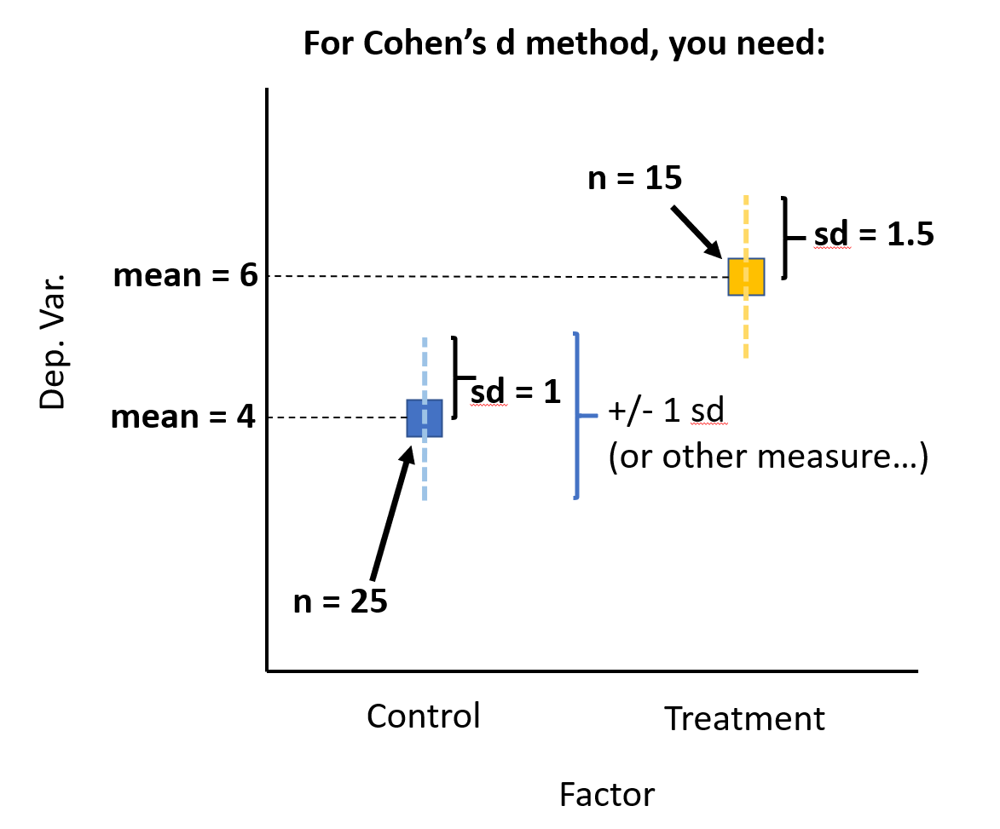 For Cohen’s d method, you need:
n = 15
sd = 1.5
mean = 6
Dep. Var.
sd = 1
+/- 1 sd
(or other measure…)
mean = 4
n = 25
Control
Treatment
Factor